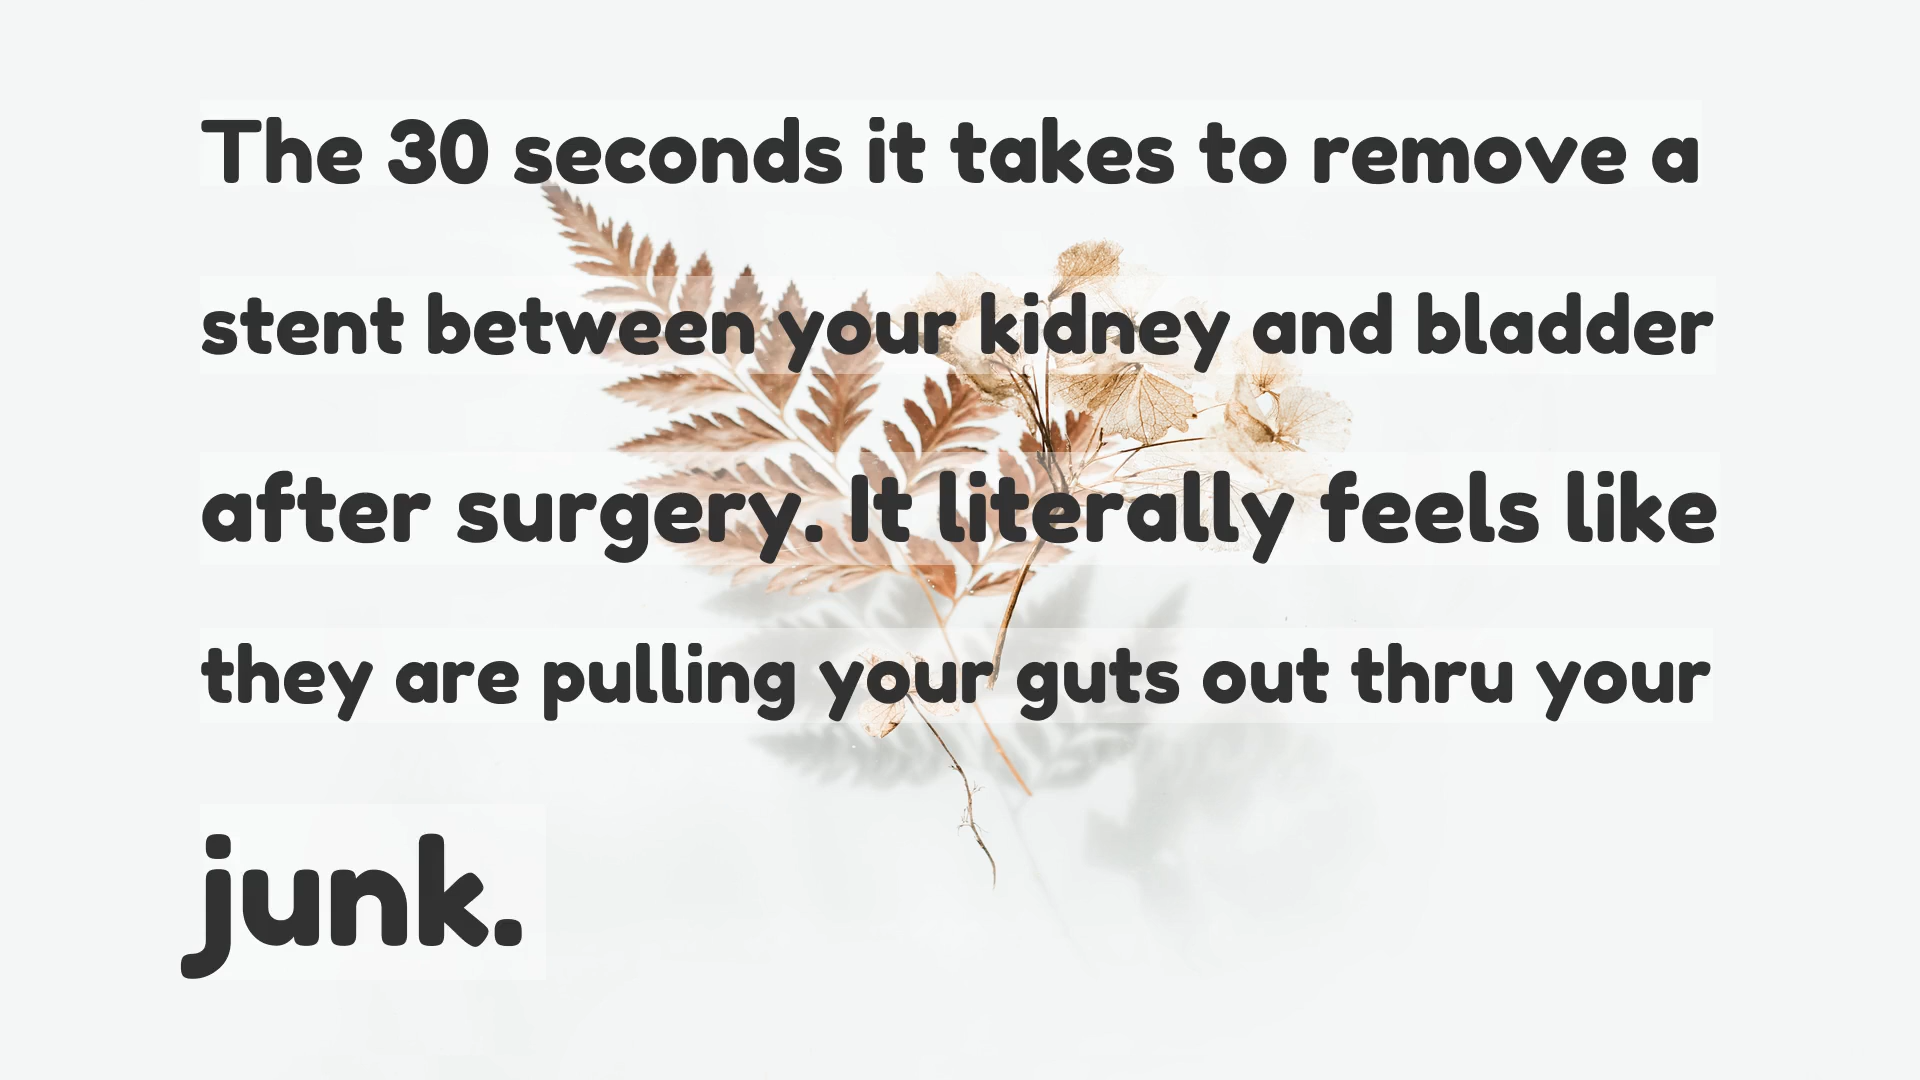 The 30 seconds it takes to remove a
stent between your kidney and bladder
after surgery. It literally feels like
they are pulling your guts out thru your
junk.